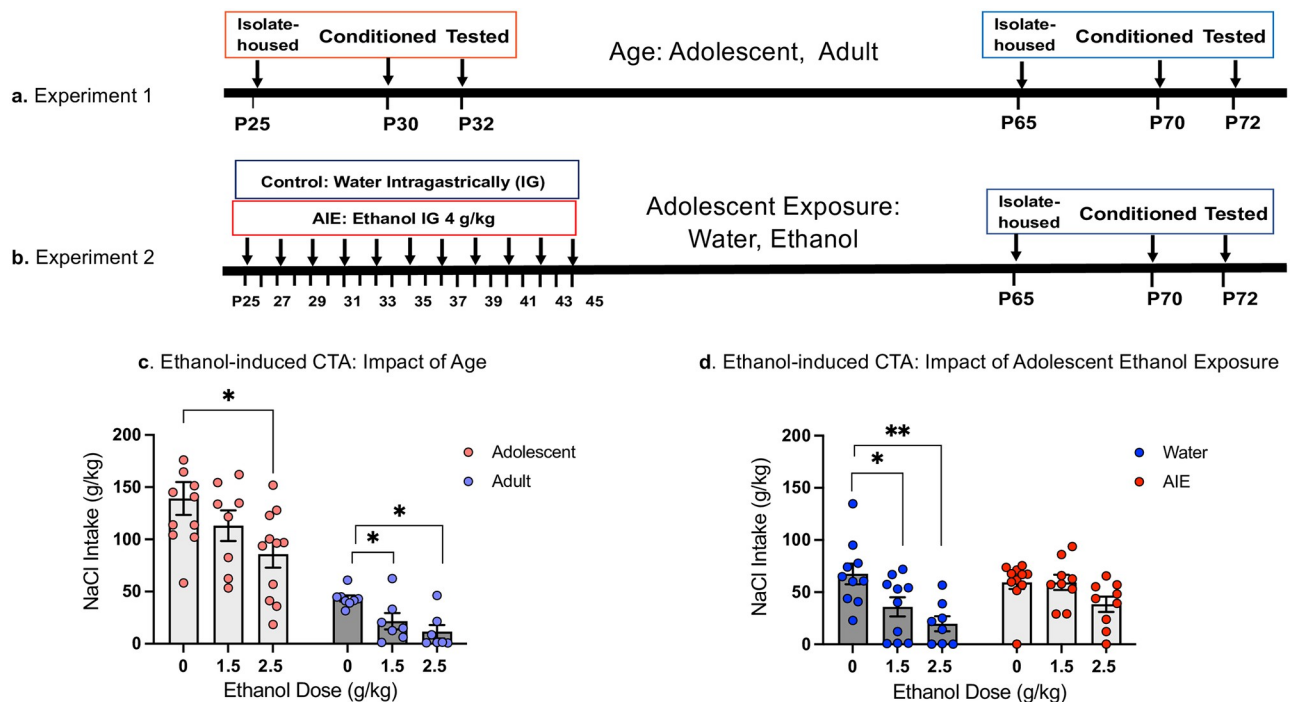 Isolate-
housed Conditioned Tested
Age: Adolescent, Adult
Isolate-
housed Conditioned Tested
a. Experiment 1
P25 P30 P32 P65 P70 P72
Control: Water Intragastrically (IG)
AIE: Ethanol IG 4 g/kg
Adolescent Exposure:
Water, Ethanol
Isolate-
housed Conditioned Tested
b. Experiment 2
P25 27 29 31 33 35 37 39 41 43 45 P65 P70 P72
c. Ethanol-induced CTA: Impact of Age
NaCl Intake (g/kg)
200
150
100
50
0
*
*
*
Adolescent
Adult
0 1.5 2.5 0 1.5 2.5
Ethanol Dose (g/kg)
d. Ethanol-induced CTA: Impact of Adolescent Ethanol Exposure
NaCl Intake (g/kg)
200
150
100
50
0
**
*
Water
AIE
0 1.5 2.5 0 1.5 2.5
Ethanol Dose (g/kg)